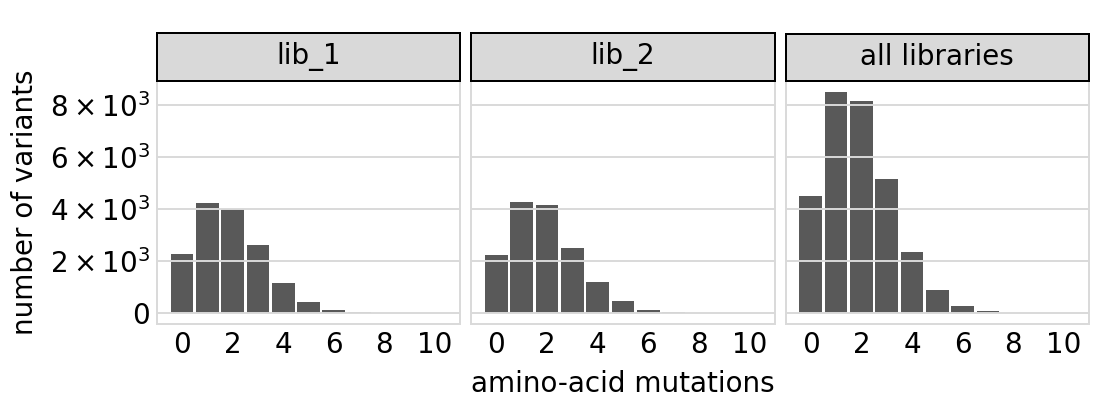 lib_1 lib_2 all libraries
number of variants
8 × 10³
6 × 10³
4 × 10³
2 × 10³
0
0 2 4 6 8 10 0 2 4 6 8 10 0 2 4 6 8 10
amino-acid mutations